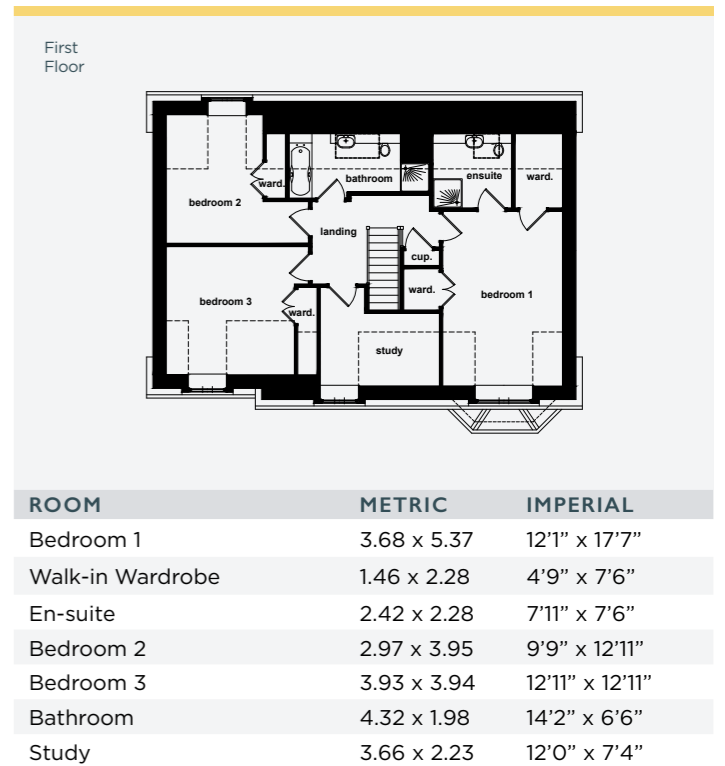 First
Floor
bedroom 2
ward.
bathroom
ensuite
ward.
landing
cup.
ward.
bedroom 1
bedroom 3
ward.
study
ROOM METRIC IMPERIAL
Bedroom 1 3.68 x 5.37 12’1” x 17’7”
Walk-in Wardrobe 1.46 x 2.28 4’9” x 7’6”
En-suite 2.42 x 2.28 7’11” x 7’6”
Bedroom 2 2.97 x 3.95 9’9” x 12’11”
Bedroom 3 3.93 x 3.94 12’11” x 12’11”
Bathroom 4.32 x 1.98 14’2” x 6’6”
Study 3.66 x 2.23 12’0” x 7’4”